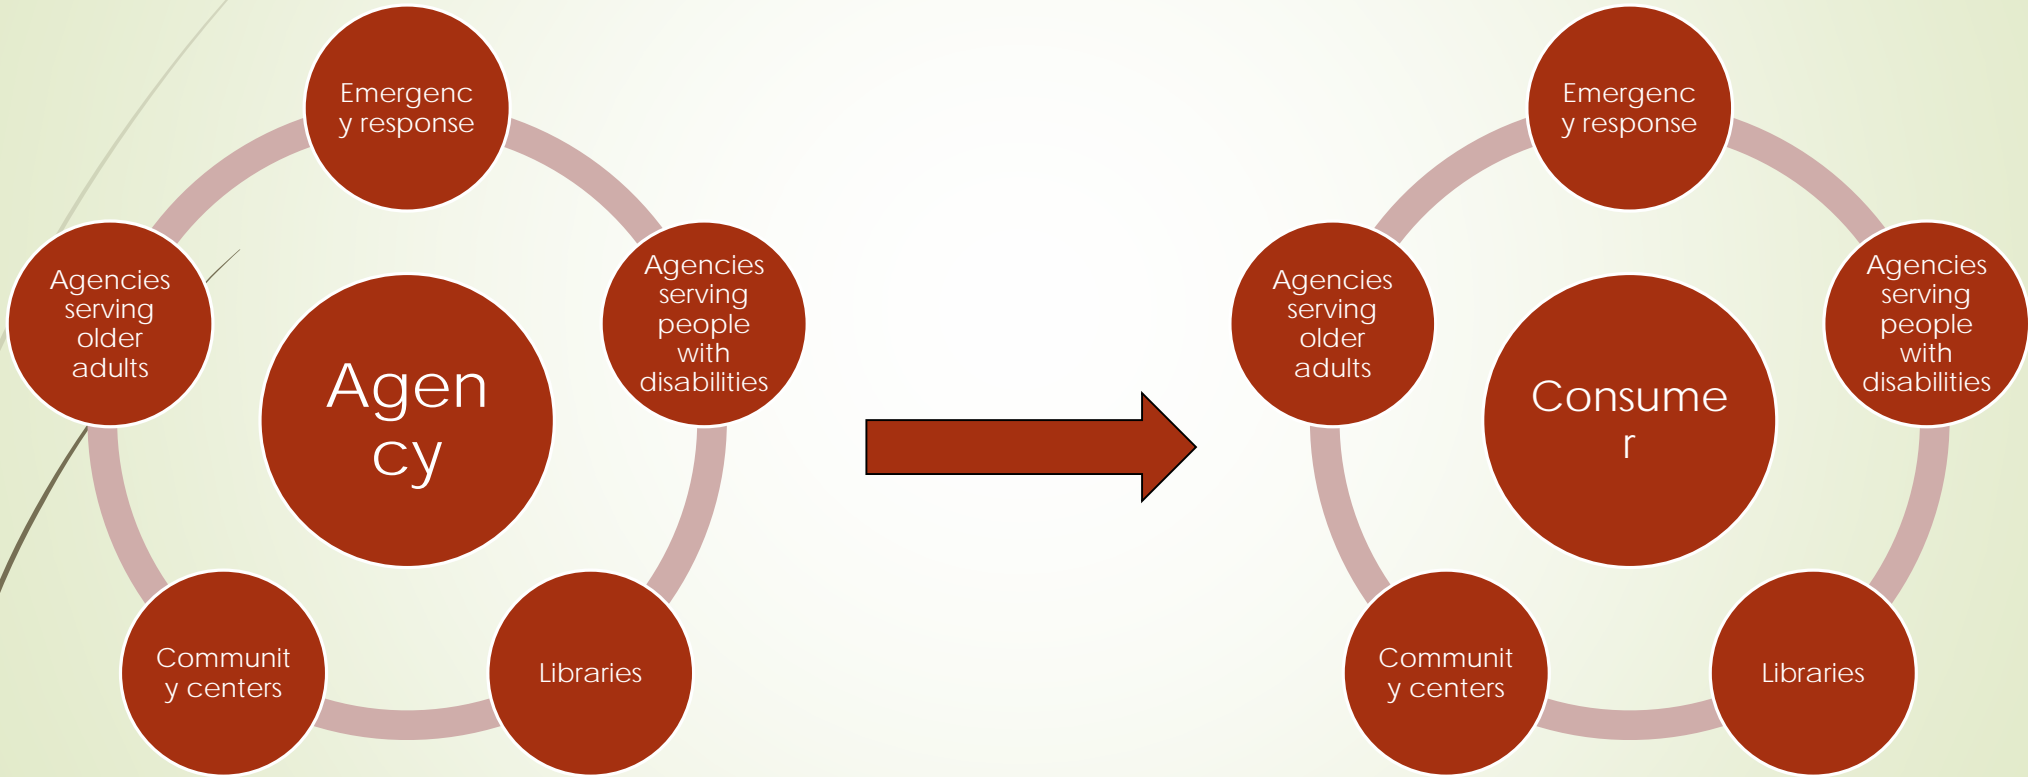 Emergenc
y response
Agencies
serving
people
with
disabilities
Libraries
Communit
y centers
Agencies
serving
older
adults
Agen
cy
Emergenc
y response
Agencies
serving
people
with
disabilities
Libraries
Communit
y centers
Agencies
serving
older
adults
Consume
r